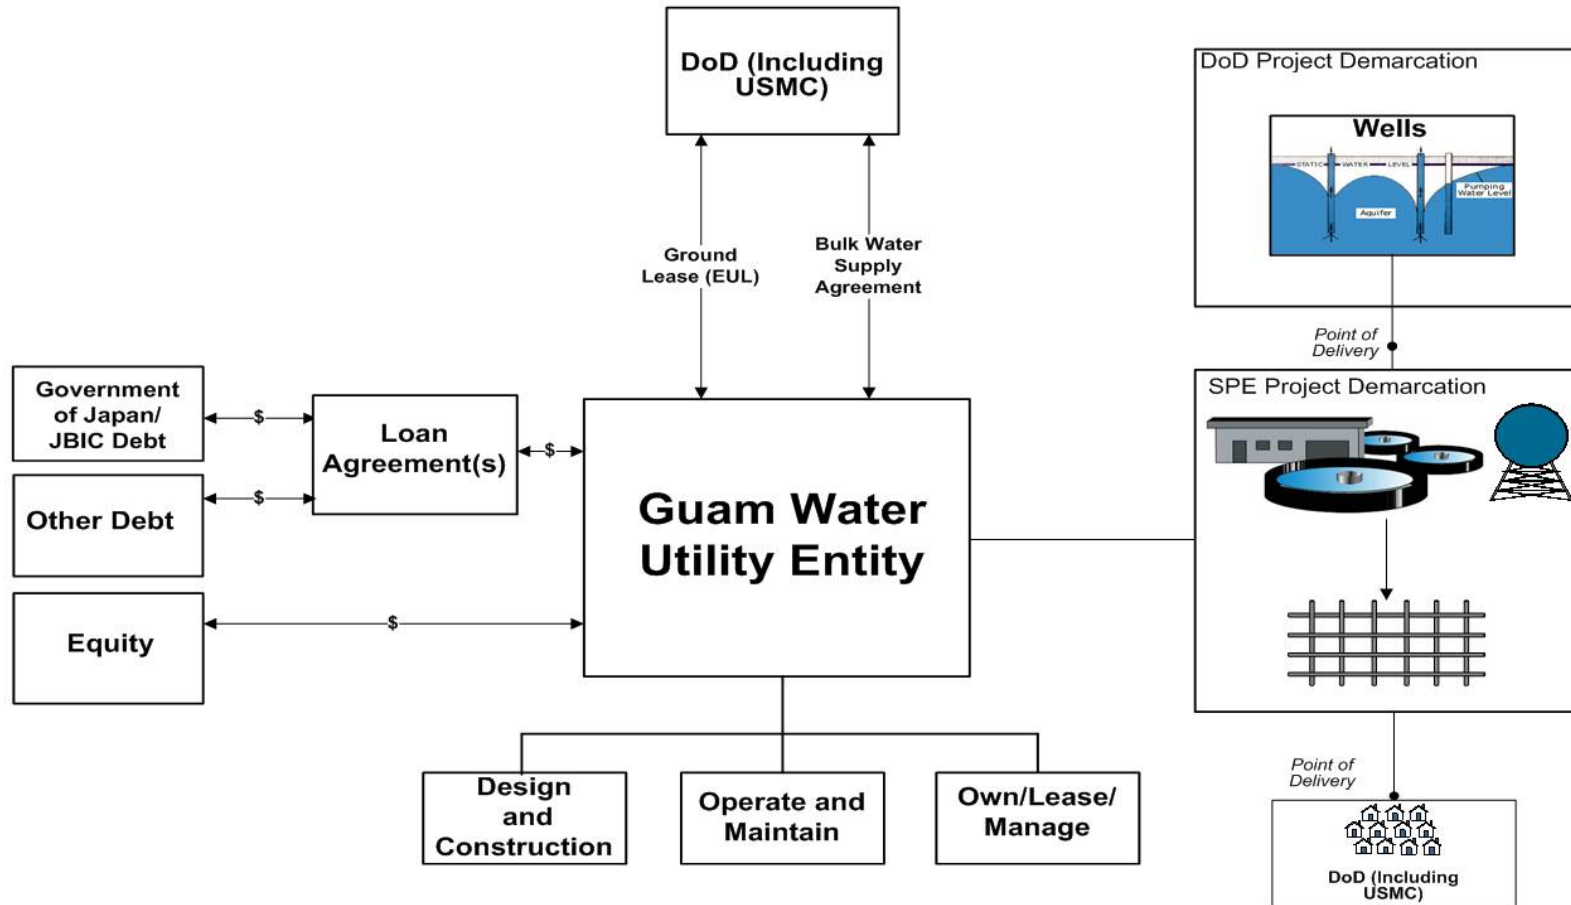 DoD (Including
USMC)
Ground
Lease (EUL)
Bulk Water
Supply
Agreement
Government
of Japan/
JBIC Debt
Other Debt
Equity
$
$
$
$
Loan
Agreement(s)
Guam Water
Utility Entity
Design
and
Construction
Operate and
Maintain
Own/Lease/
Manage
DoD Project Demarcation
Wells
STATIC WATER LEVEL
Pumping
Water Level
Aquifer
Point of
Delivery
SPE Project Demarcation
Point of
Delivery
DoD (Including
USMC)